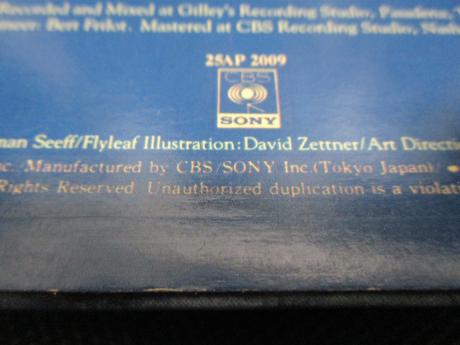 Recorded and Mixed at Gilley's Recording Studio, Pasadena,
Bert Frilot. Mastered at CBS Recording Studio,
25AP 2009
CBS
SONY
Seeff/Flyleaf Illustration: David Zettner/Art
Manufactured by CBS/SONY Inc. (Tokyo Japan)/
Rights Reserved. Unauthorized duplication is a